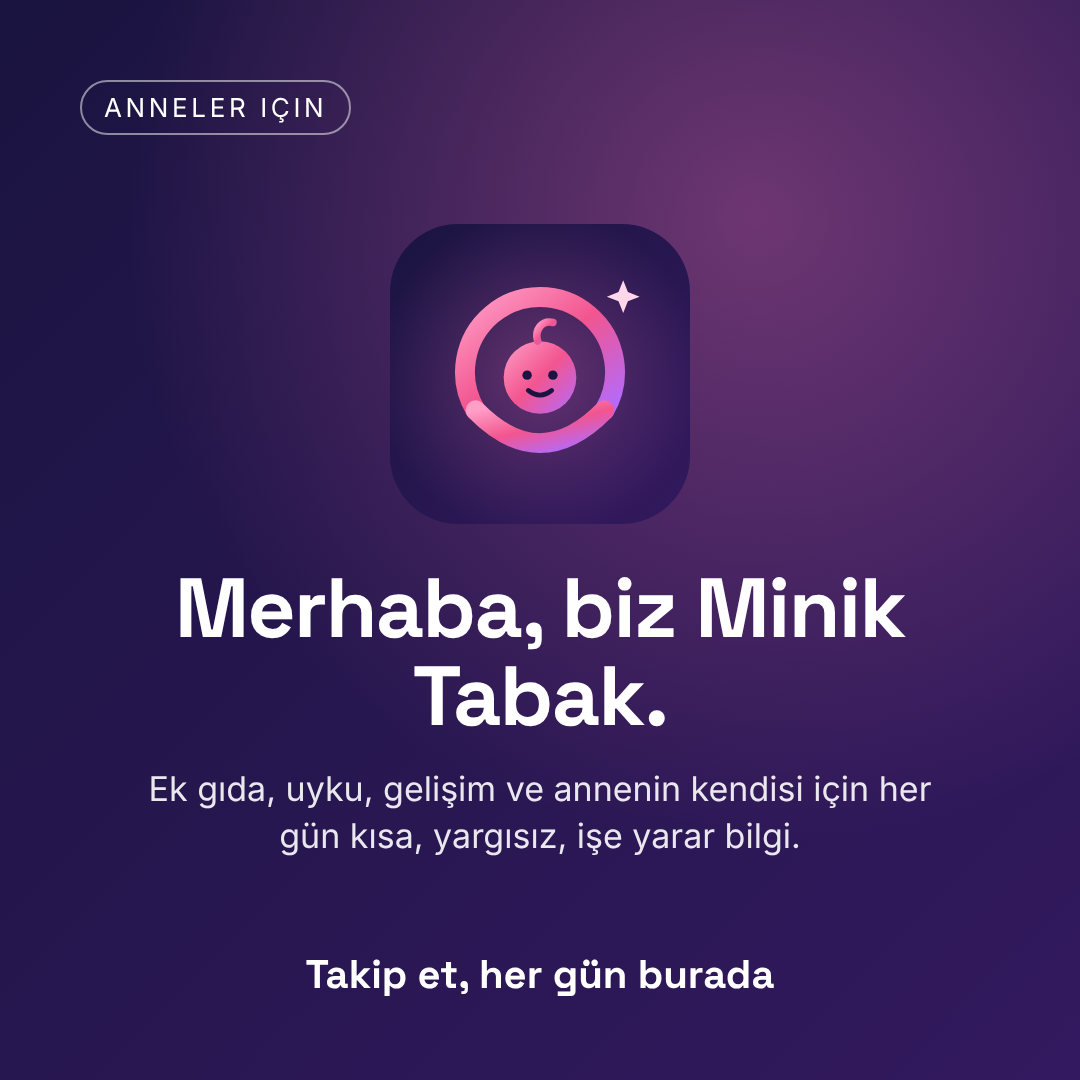 ANNELER IÇIN
Merhaba, biz Minik
Tabak.
Ek gıda, uyku, gelişim ve annenin kendisi için her
gün kısa, yargısız, işe yarar bilgi.
Takip et, her gün burada